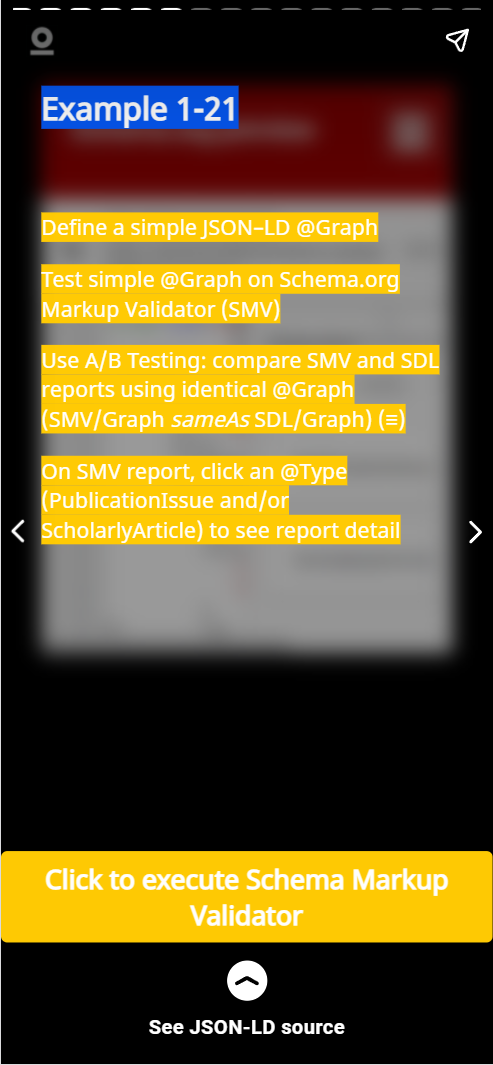 Example 1-21
Define a simple JSON–LD @Graph
Test simple @Graph on Schema.org
Markup Validator (SMV)
Use A/B Testing: compare SMV and SDL
reports using identical @Graph
(SMV/Graph sameAs SDL/Graph) (≡)
On SMV report, click an @Type
(PublicationIssue and/or
ScholarlyArticle) to see report detail
Click to execute Schema Markup
Validator
See JSON-LD source